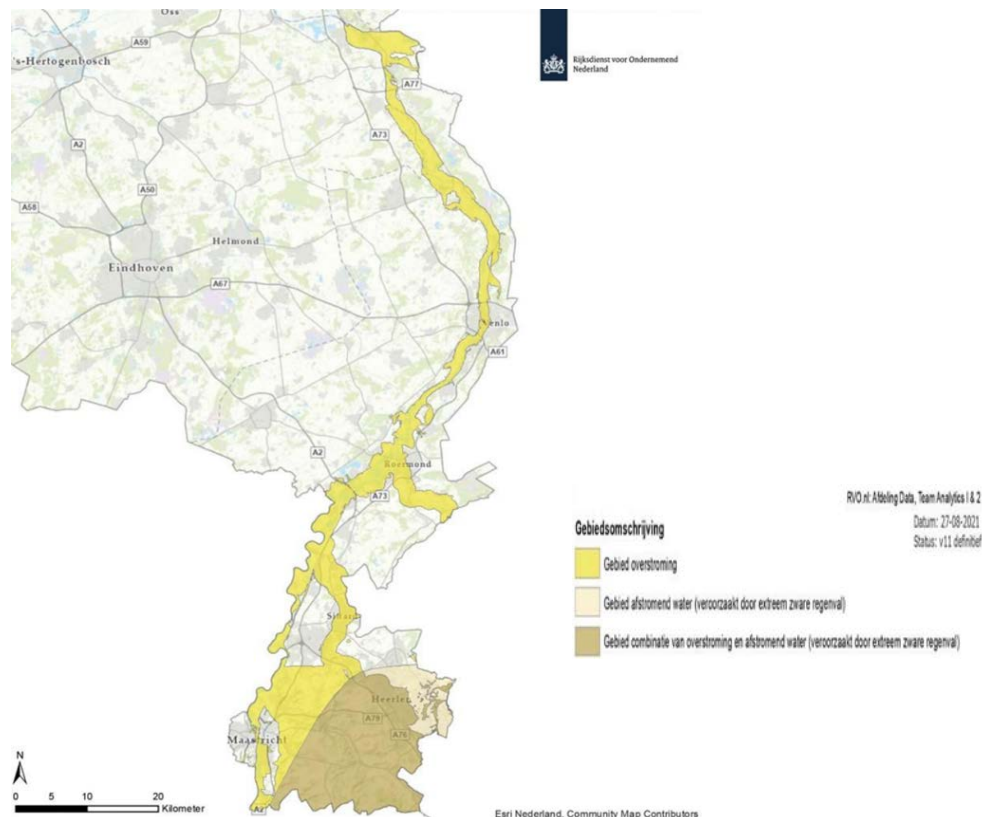 Oss
A59
's-Hertogenbosch
A77
A73
A2
A50
A58
Helmond
Eindhoven
A67
Venlo
A61
A2
Roermond
A73
Sittard
Heerlen
A79
Maastricht
A76
A2
N
0 5 10 20
Kilometer
Rijksdienst voor Ondernemend
Nederland
RVO.nl: Afdeling Data, Team Analytics I & 2
Datum: 27-08-2021
Status: v11 definitief
Gebiedsomschrijving
Gebied overstroming
Gebied afstromend water (veroorzaakt door extreem zware regenval)
Gebied combinatie van overstroming en afstromend water (veroorzaakt door extreem zware regenval)
Esri Nederland, Community Map Contributors